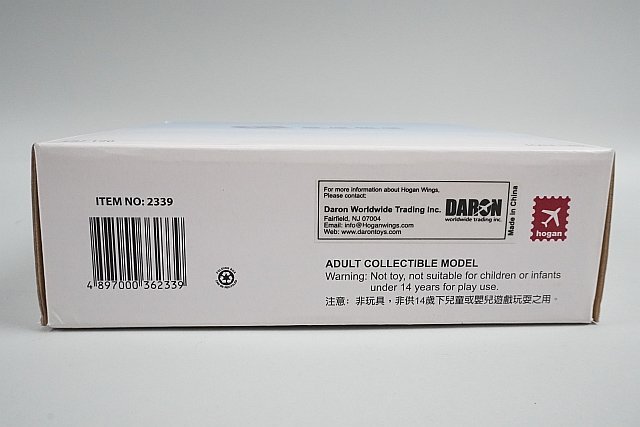 ITEM NO: 2339
4 897000 362339
For more information about Hogan Wings,
Please contact:
Daron Worldwide Trading Inc.
Fairfield, NJ 07004
Email: info@Hoganwings.com
Web: www.darontoys.com
DARON
worldwide trading inc.
Made in China
hogan
ADULT COLLECTIBLE MODEL
Warning: Not toy, not suitable for children or infants
under 14 years for play use.
注意：非玩具，非供14歲下兒童或嬰兒遊戲玩耍之用。